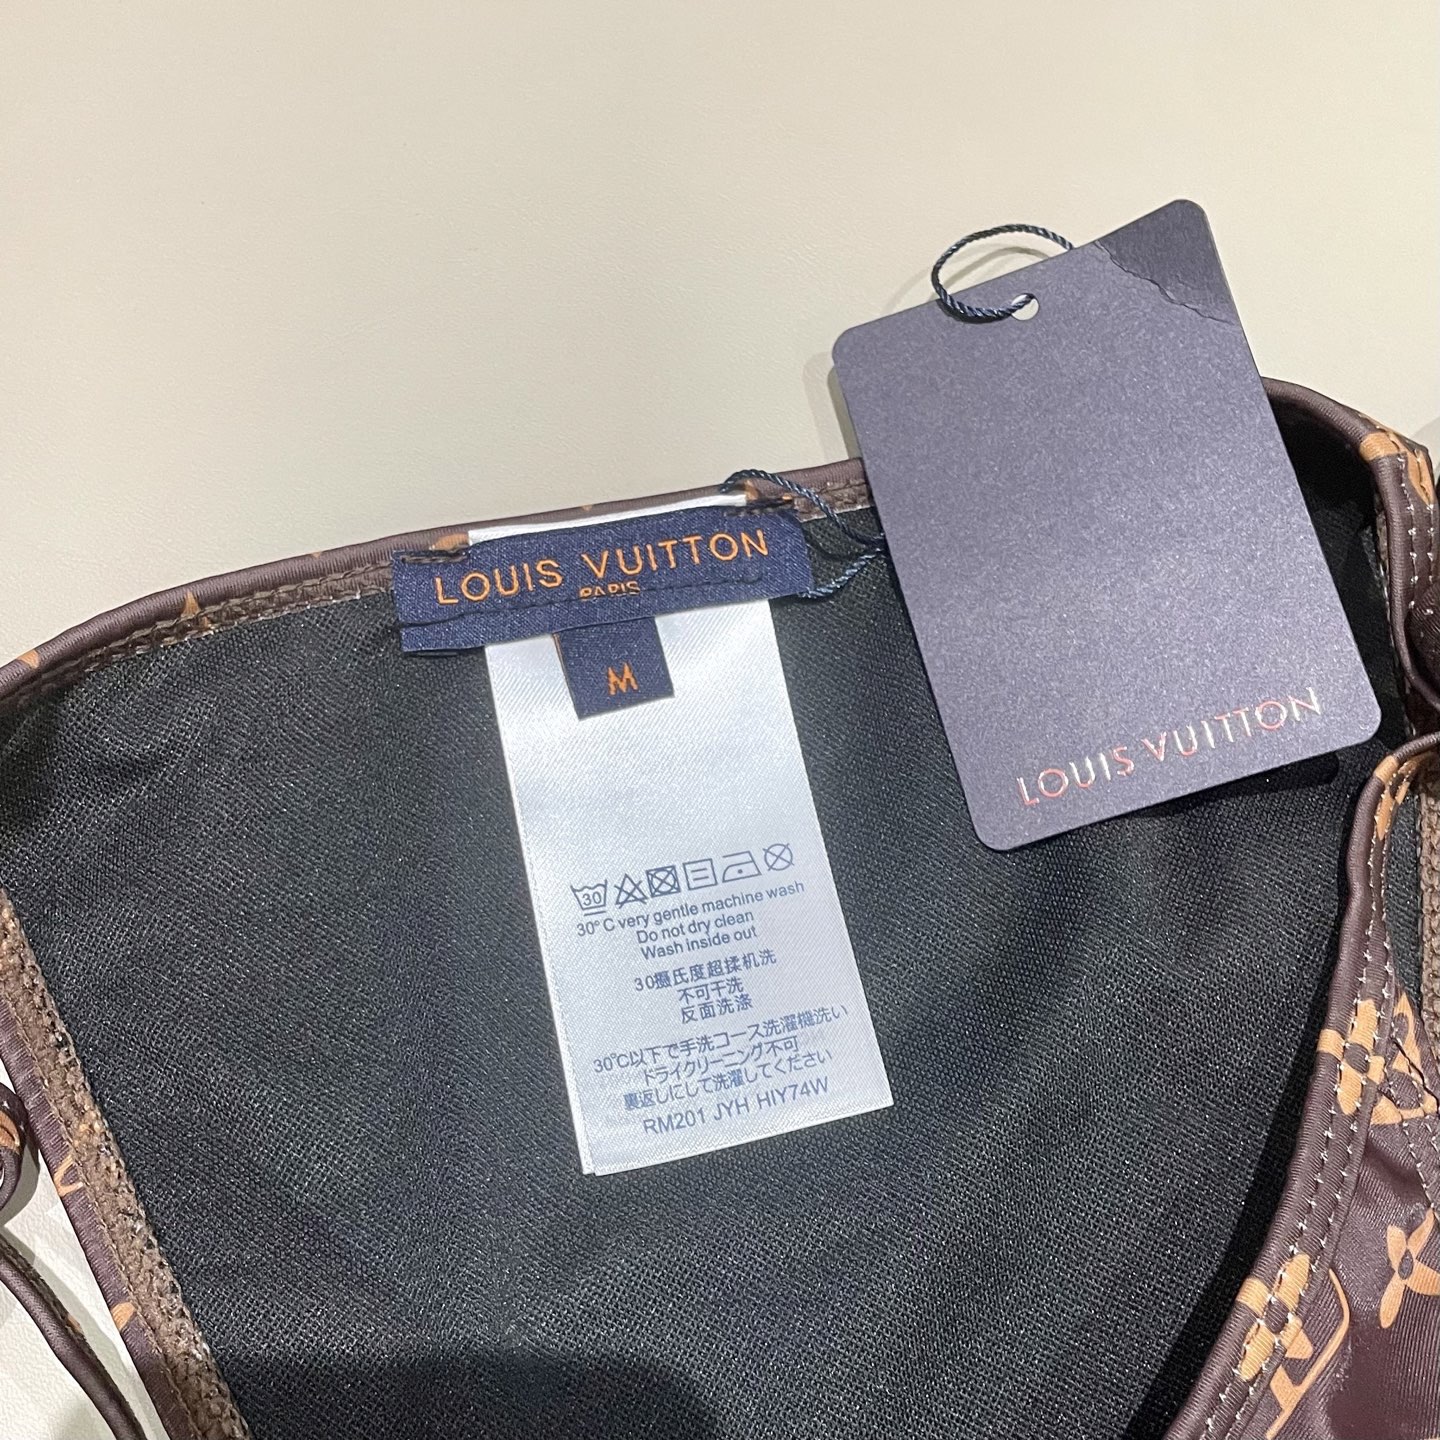 LOUIS VUITTON
PARIS
M
LOUIS VUITTON
30
30°C very gentle machine wash
Do not dry clean
Wash inside out
30摄氏度超揉机洗
不可干洗
反面洗涤
30℃以下で手洗コース洗濯機洗い
ドライクリーニング不可
裏返しにして洗濯してください
RM201 JYH HIY74W